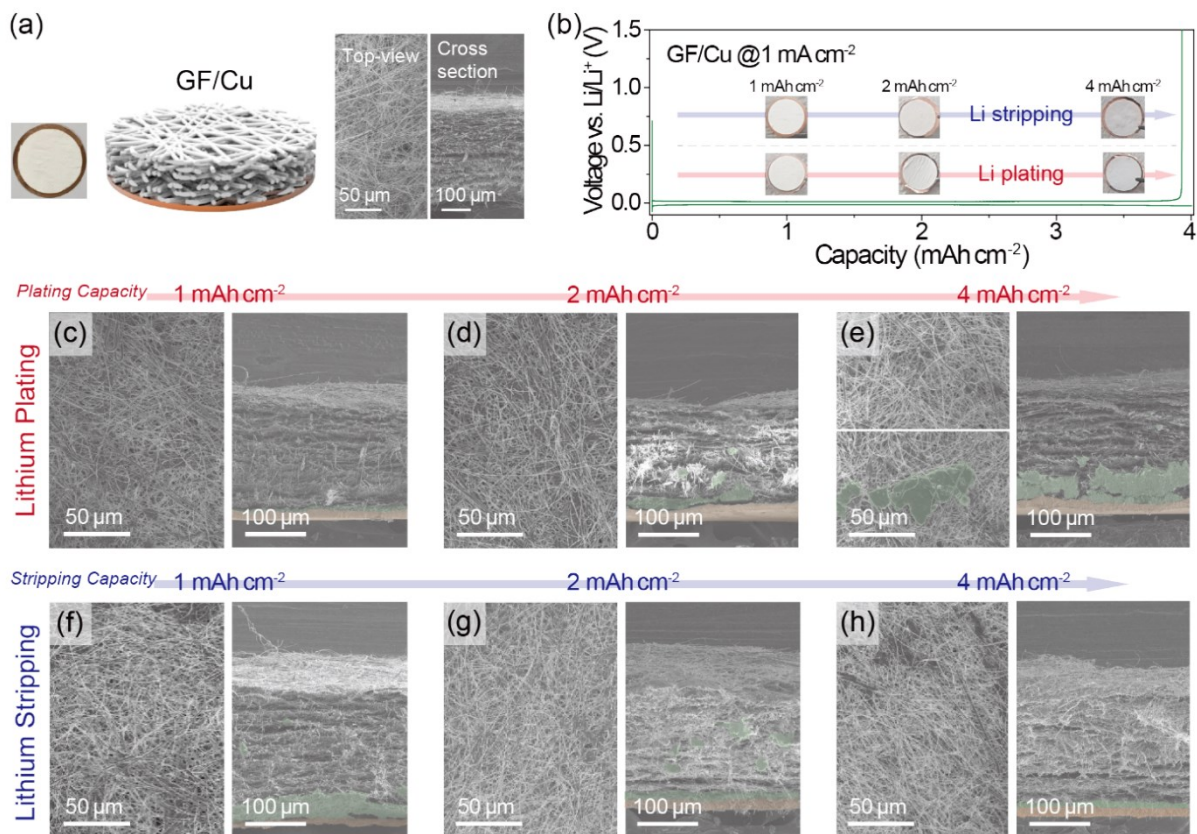 (a)
GF/Cu
Top-view
50 µm
Cross
section
100 µm
(b)
Voltage vs. Li/Li⁺ (V)
1.5
1.0
0.5
0.0
GF/Cu @1 mA cm⁻²
1 mAh cm⁻²
2 mAh cm⁻²
4 mAh cm⁻²
Li stripping
Li plating
0
1
2
3
4
Capacity (mAh cm⁻²)
Plating Capacity
1 mAh cm⁻²
2 mAh cm⁻²
4 mAh cm⁻²
Lithium Plating
(c)
50 µm
100 µm
(d)
50 µm
100 µm
(e)
50 µm
100 µm
Stripping Capacity
1 mAh cm⁻²
2 mAh cm⁻²
4 mAh cm⁻²
Lithium Stripping
(f)
50 µm
100 µm
(g)
50 µm
100 µm
(h)
50 µm
100 µm